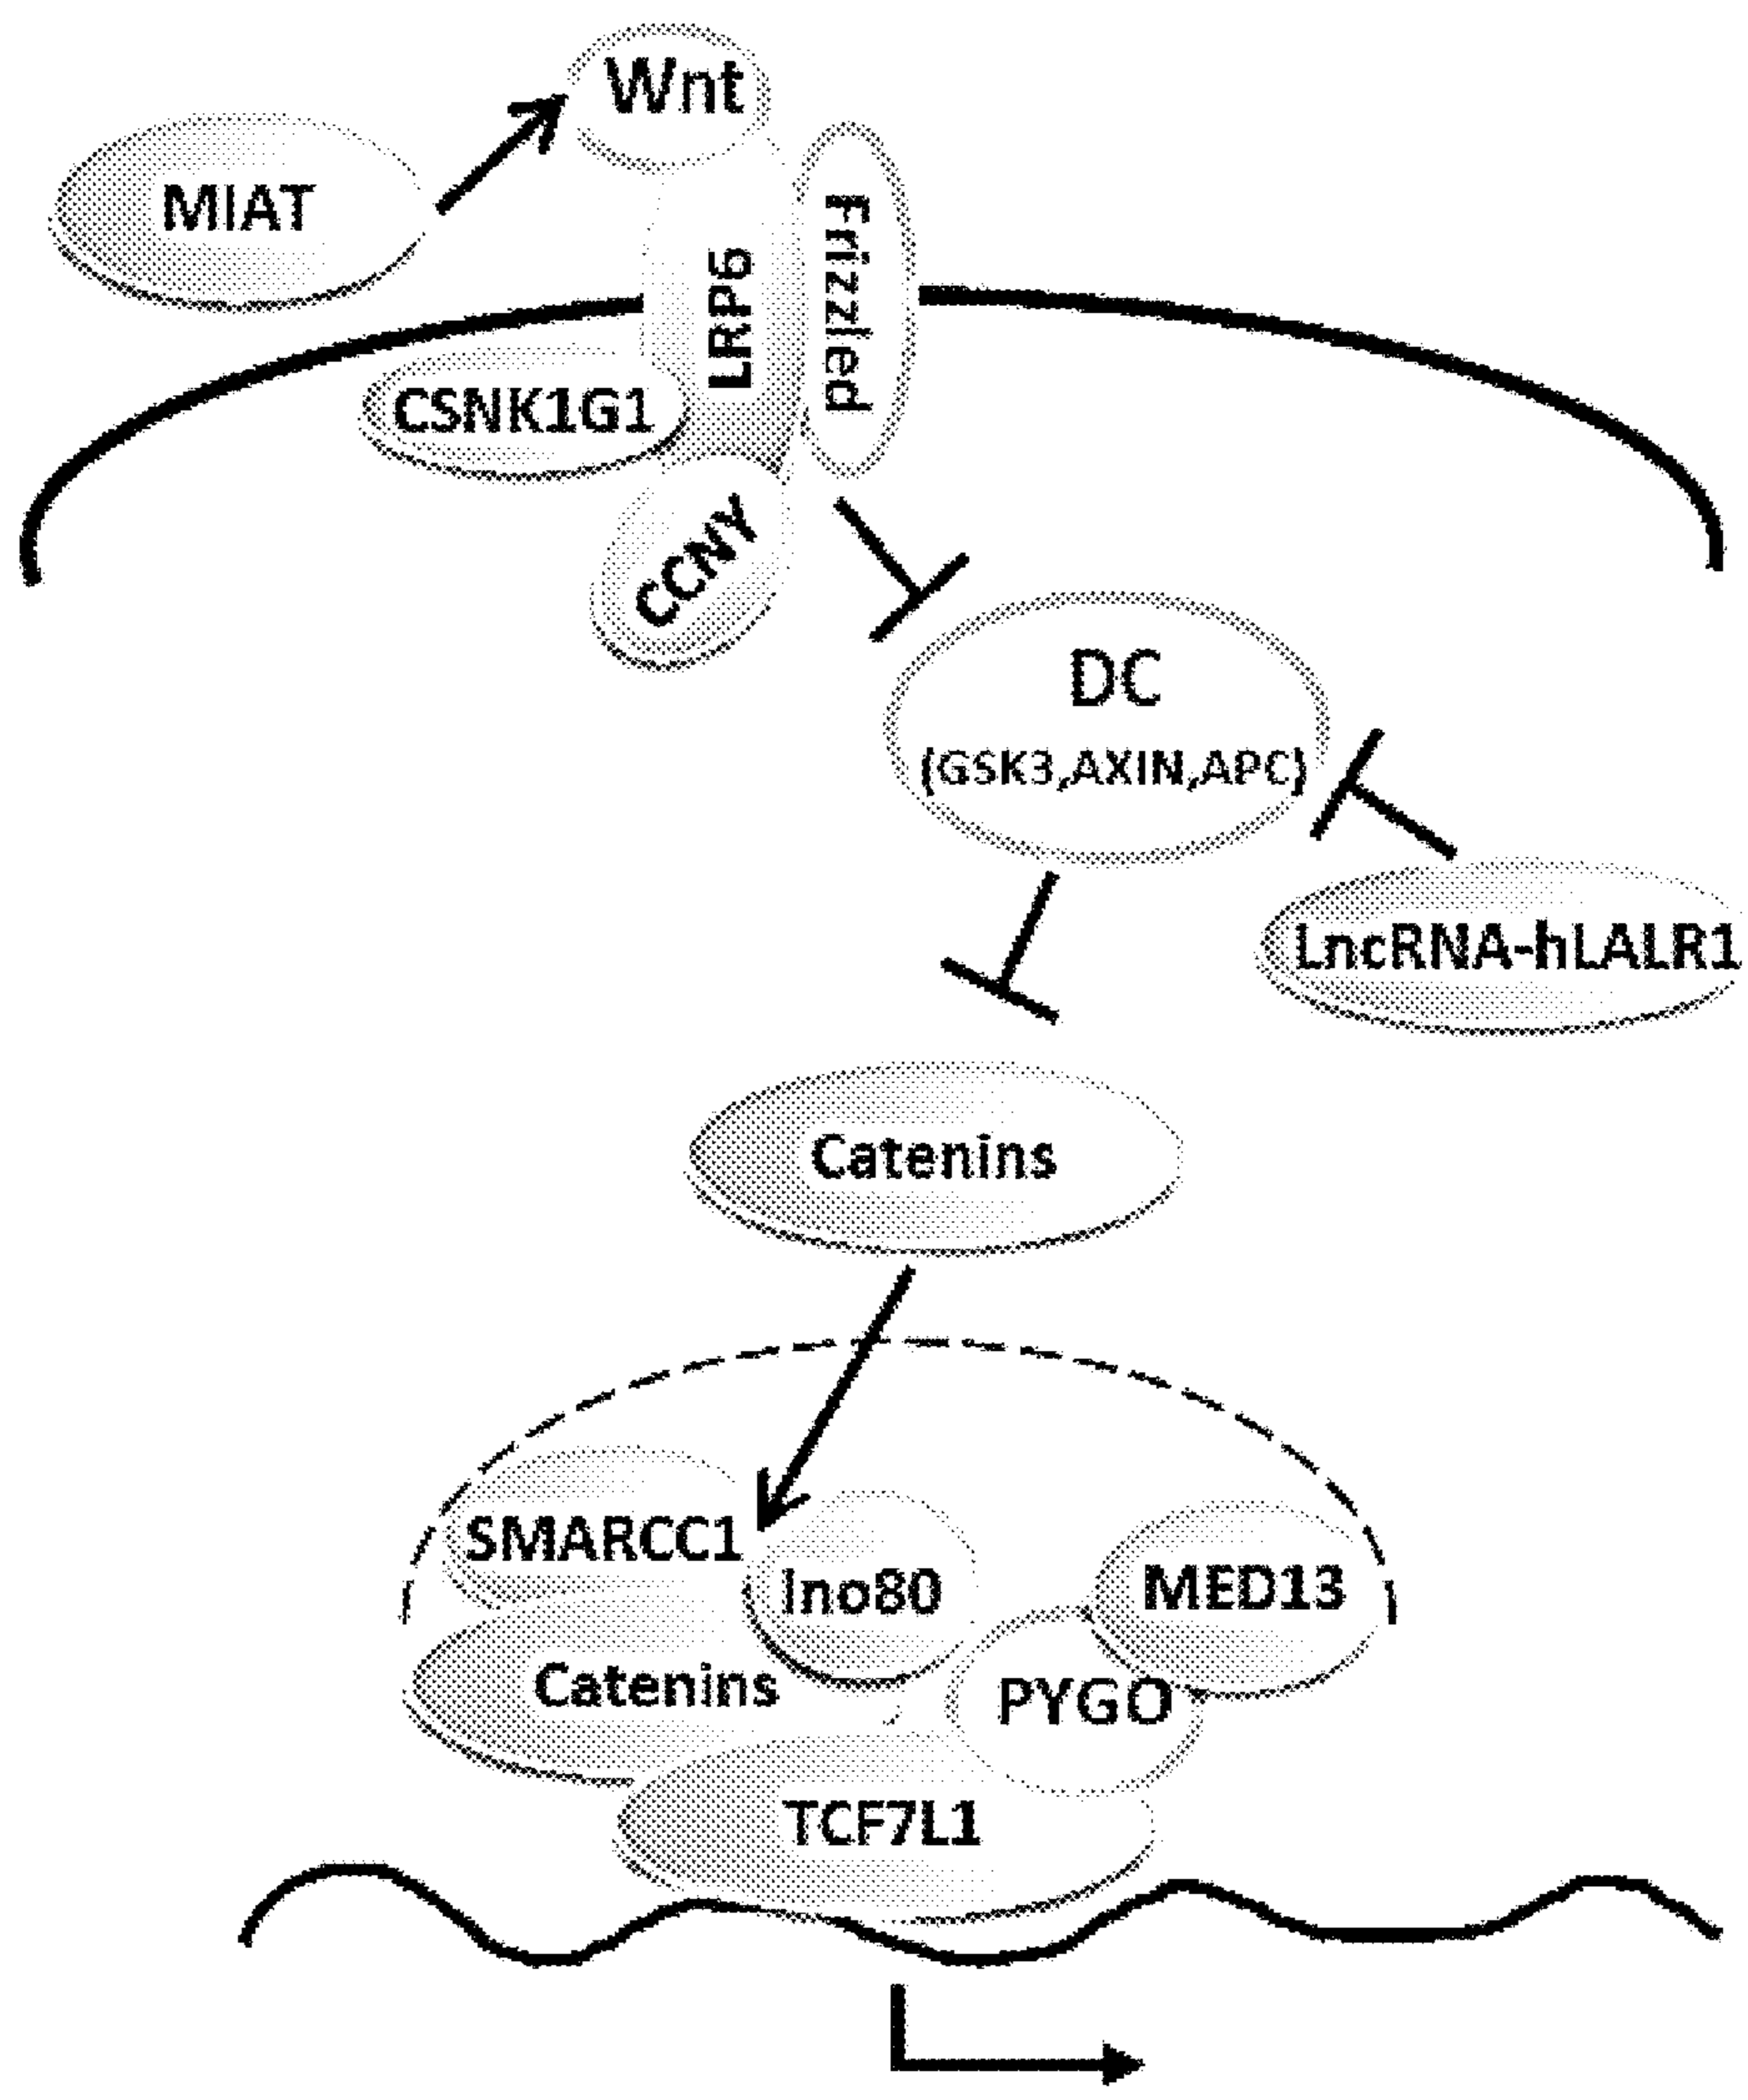 Wnt
MIAT
LRP6
Frizzled
CSNK1G1
CCNY
DC
(GSK3,AXIN,APC)
LncRNA-hLALR1
Catenins
SMARCC1
Ino80
MED13
Catenins
PYGO
TCF7L1